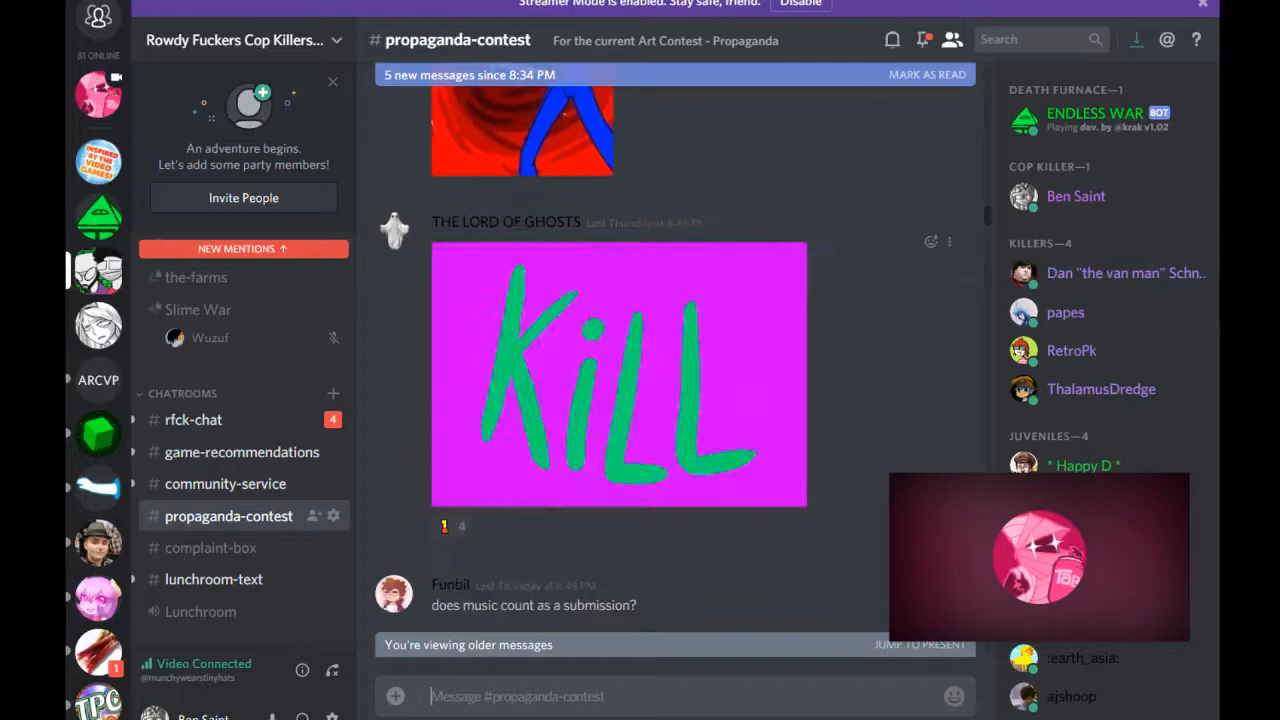 Streamer Mode is enabled. Stay safe, friend.
Disable
81 ONLINE
INSPIRED
BY THE
VIDEO
GAMES!
ARCVP
1
TPC
Rowdy Fuckers Cop Killers...
An adventure begins.
Let's add some party members!
Invite People
NEW MENTIONS
the-farms
Slime War
Wuzuf
CHATROOMS
# rfck-chat
4
# game-recommendations
# community-service
# propaganda-contest
# complaint-box
# lunchroom-text
Lunchroom
Video Connected
@munchywearstinyhats
Ben Saint
# propaganda-contest
For the current Art Contest - Propaganda
Search
5 new messages since 8:34 PM
MARK AS READ
THE LORD OF GHOSTS Last Thursday at 8:46 PM
KiLL
4
Funbil Last Thursday at 8:49 PM
does music count as a submission?
You're viewing older messages
JUMP TO PRESENT
Message #propaganda-contest
DEATH FURNACE—1
ENDLESS WAR BOT
Playing dev. by @krak v1.02
COP KILLER—1
Ben Saint
KILLERS—4
Dan "the van man" Schn..
papes
RetroPk
ThalamusDredge
JUVENILES—4
* Happy D *
:earth_asia:
ajshoop